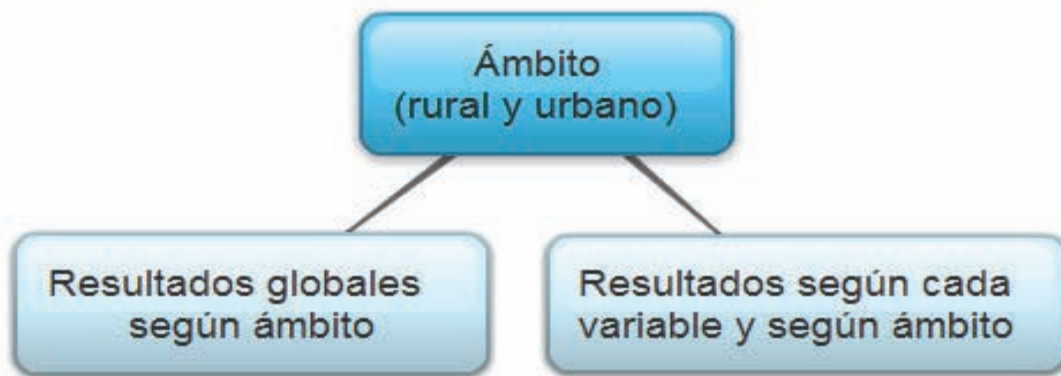 Ámbito
(rural y urbano)
Resultados globales
según ámbito
Resultados según cada
variable y según ámbito